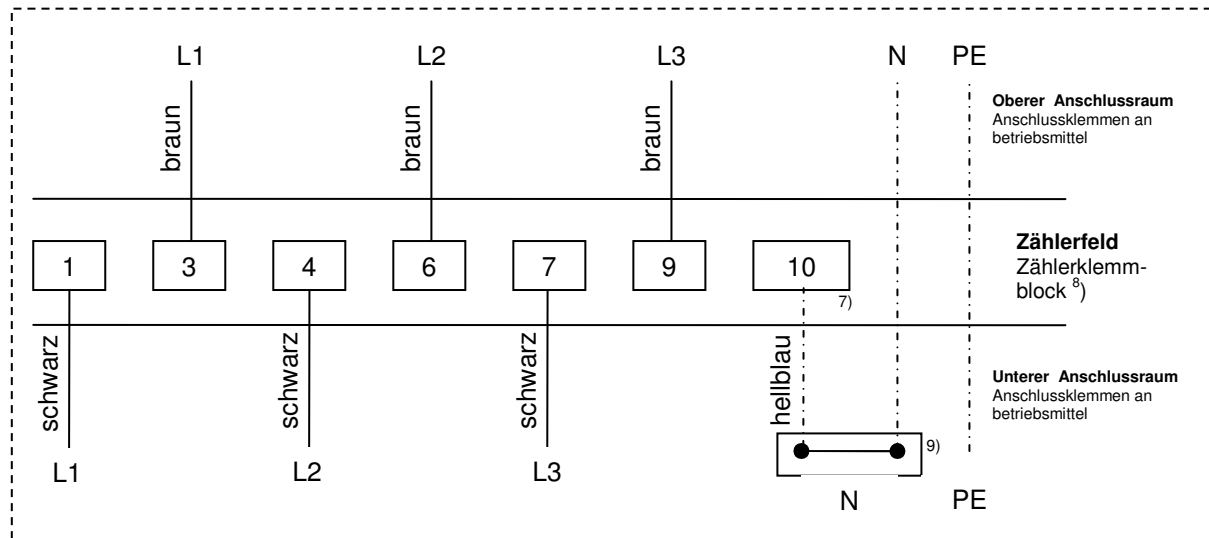 L1 L2 L3 N PE
braun braun braun
Oberer Anschlussraum
Anschlussklemmen an
betriebsmittel
1 3 4 6 7 9 10
7)
Zählerfeld
Zählerklemm-
block 8)
schwarz schwarz schwarz hellblau
Unterer Anschlussraum
Anschlussklemmen an
betriebsmittel
9)
L1 L2 L3 N PE